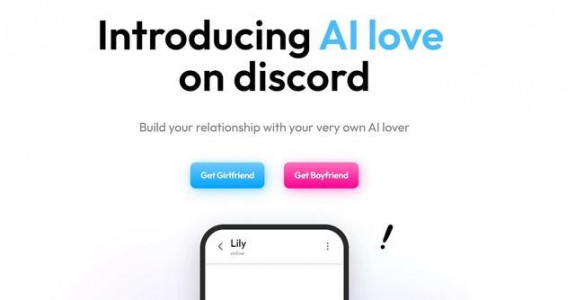 Introducing AI love
on discord
Build your relationship with your very own AI lover
Get Girlfriend
Get Boyfriend
Lily
online
!